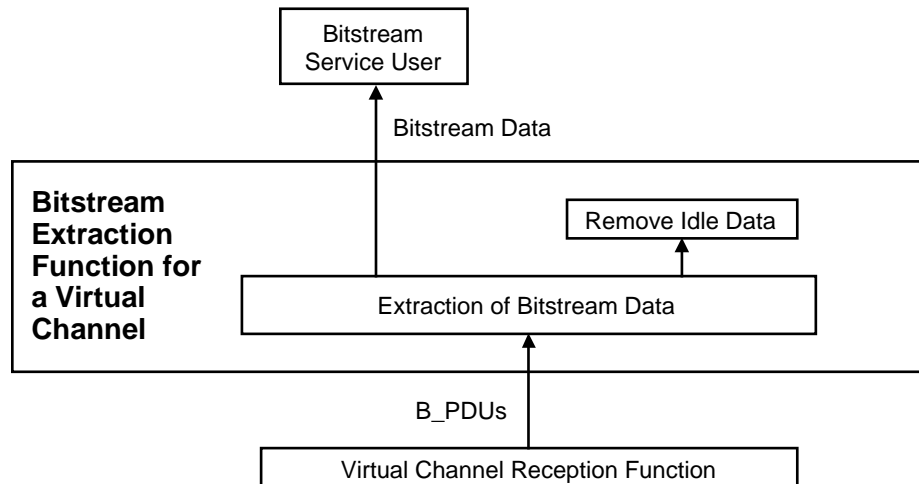 Bitstream
Service User
Bitstream Data
Bitstream
Extraction
Function for
a Virtual
Channel
Remove Idle Data
Extraction of Bitstream Data
B_PDUs
Virtual Channel Reception Function